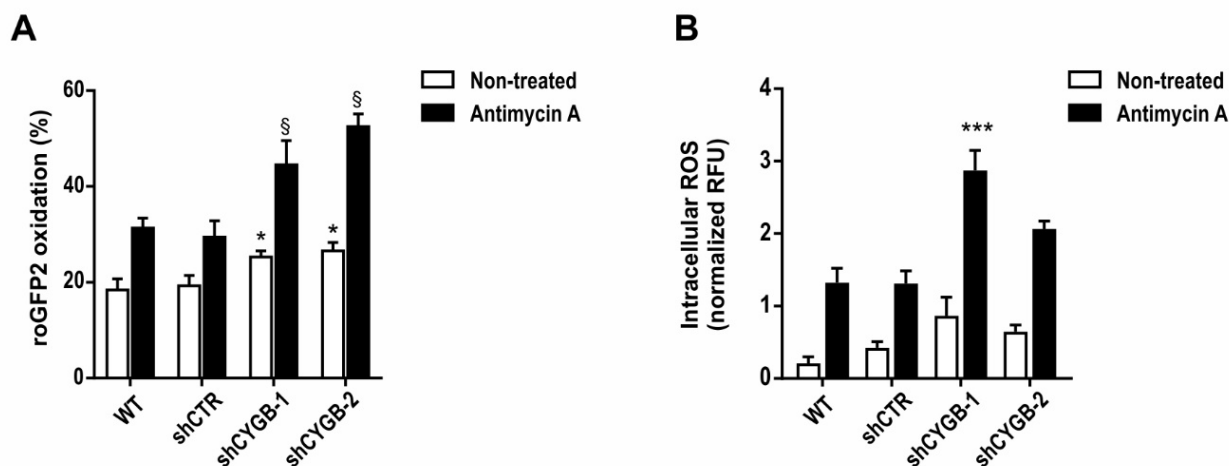 A
Non-treated
Antimycin A
roGFP2 oxidation (%)
60
40
20
0
§
§
*
*
WT
shCTR
shCYGB-1
shCYGB-2
B
Non-treated
Antimycin A
Intracellular ROS
(normalized RFU)
4
3
2
1
0
***
WT
shCTR
shCYGB-1
shCYGB-2